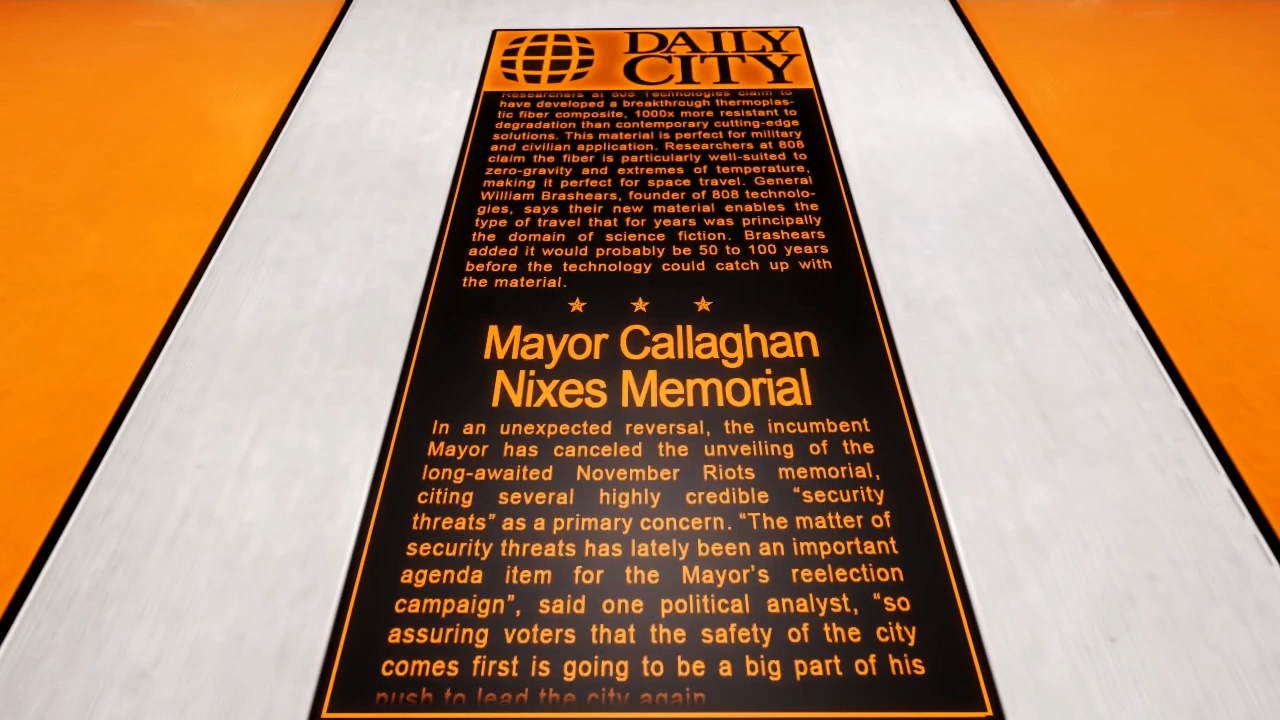 DAILY
CITY
Researchers at 808 Technologies claim to
have developed a breakthrough thermoplas-
tic fiber composite, 1000x more resistant to
degradation than contemporary cutting-edge
solutions. This material is perfect for military
and civilian application. Researchers at 808
claim the fiber is particularly well-suited to
zero-gravity and extremes of temperature,
making it perfect for space travel. General
William Brashears, founder of 808 technolo-
gies, says their new material enables the
type of travel that for years was principally
the domain of science fiction. Brashears
added it would probably be 50 to 100 years
before the technology could catch up with
the material.
Mayor Callaghan
Nixes Memorial
In an unexpected reversal, the incumbent
Mayor has canceled the unveiling of the
long-awaited November Riots memorial,
citing several highly credible “security
threats” as a primary concern. “The matter of
security threats has lately been an important
agenda item for the Mayor’s reelection
campaign”, said one political analyst, “so
assuring voters that the safety of the city
comes first is going to be a big part of his
push to lead the city again